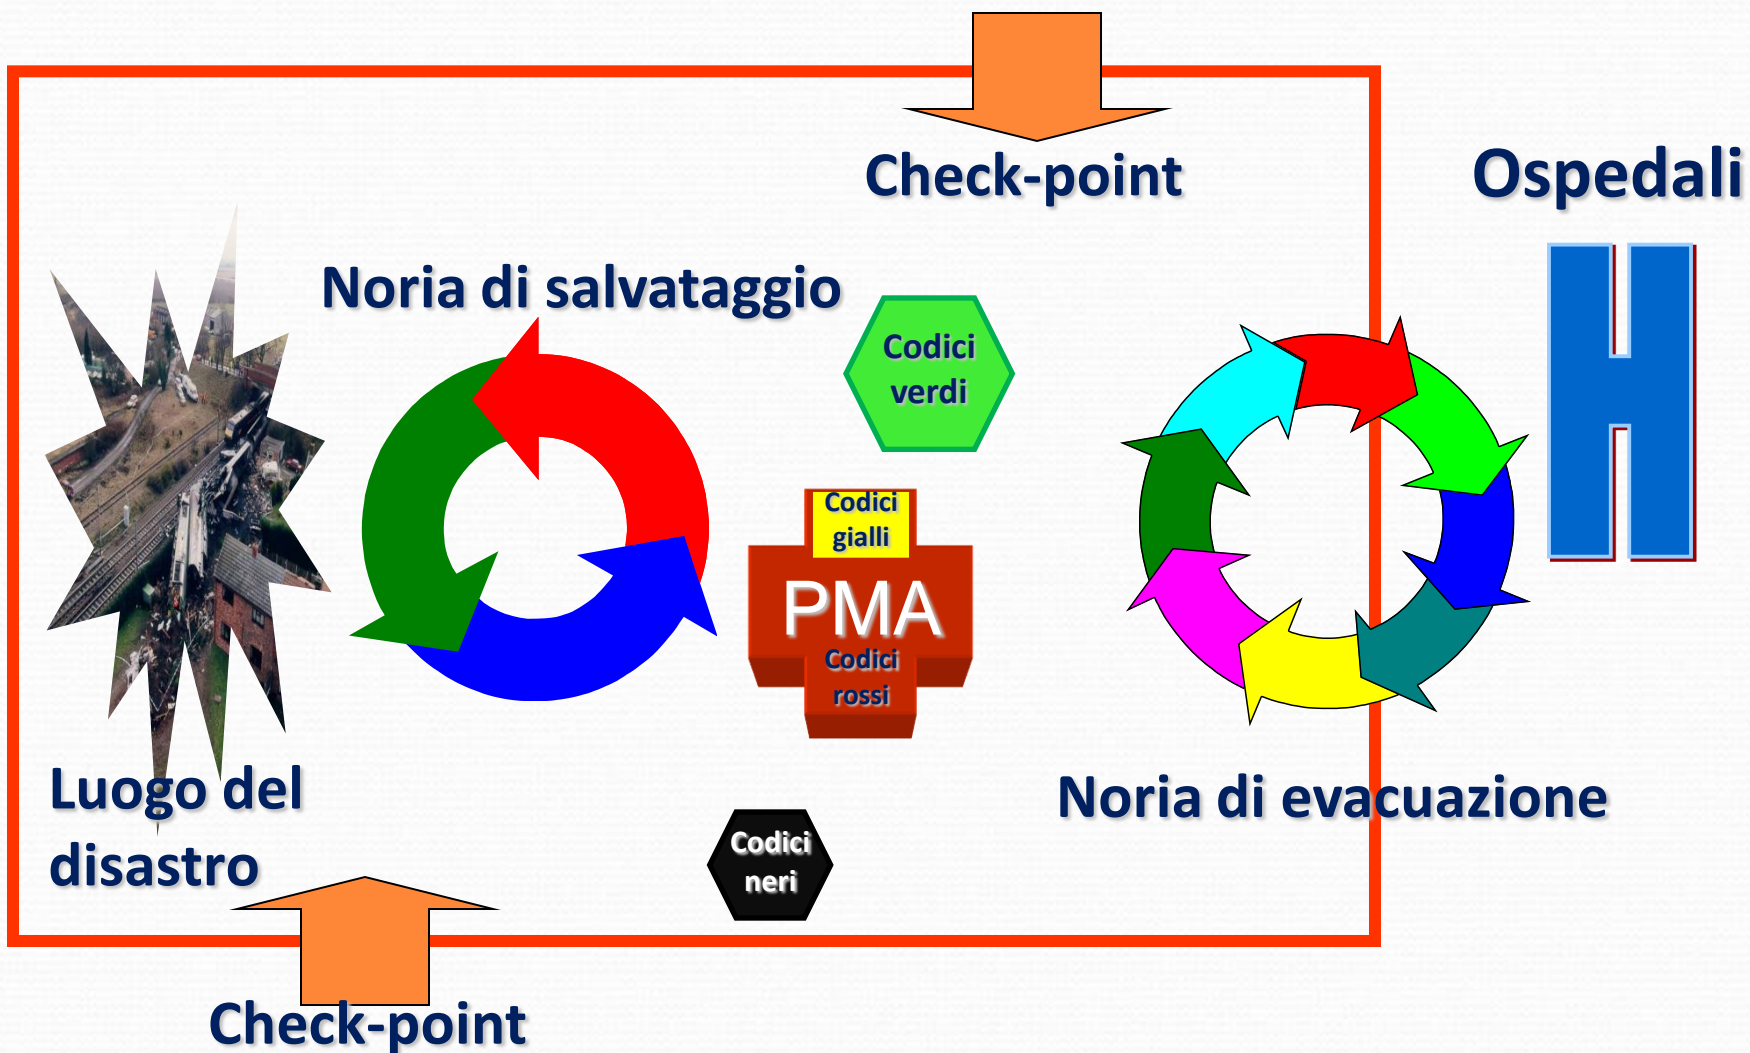 Check-point
Ospedali
Noria di salvataggio
Codici
verdi
Codici
gialli
PMA
Codici
rossi
Luogo del
disastro
Noria di evacuazione
Codici
neri
Check-point
H